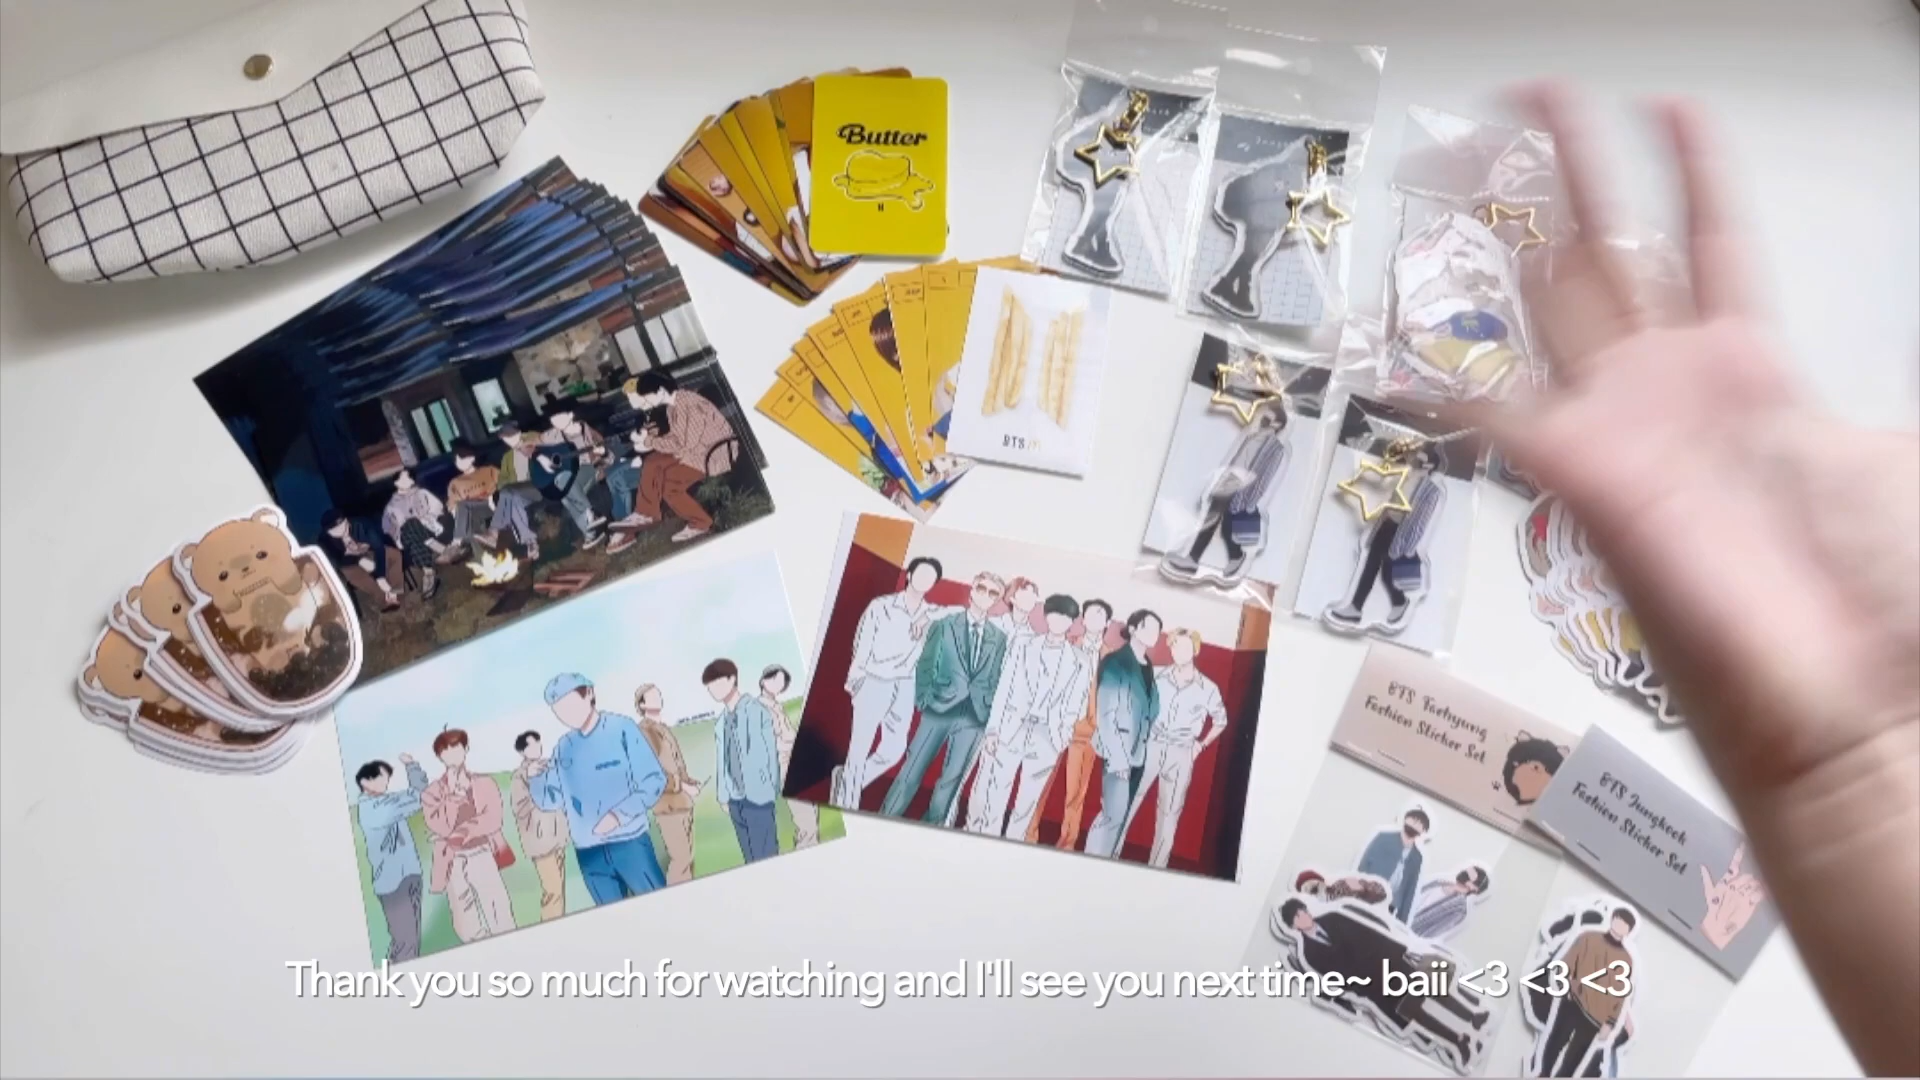 Butter
BTS
BTS Taehyung
Fashion Sticker Set
BTS Jungkook
Fashion Sticker Set
Thank you so much for watching and I'll see you next time~ baii <3 <3 <3